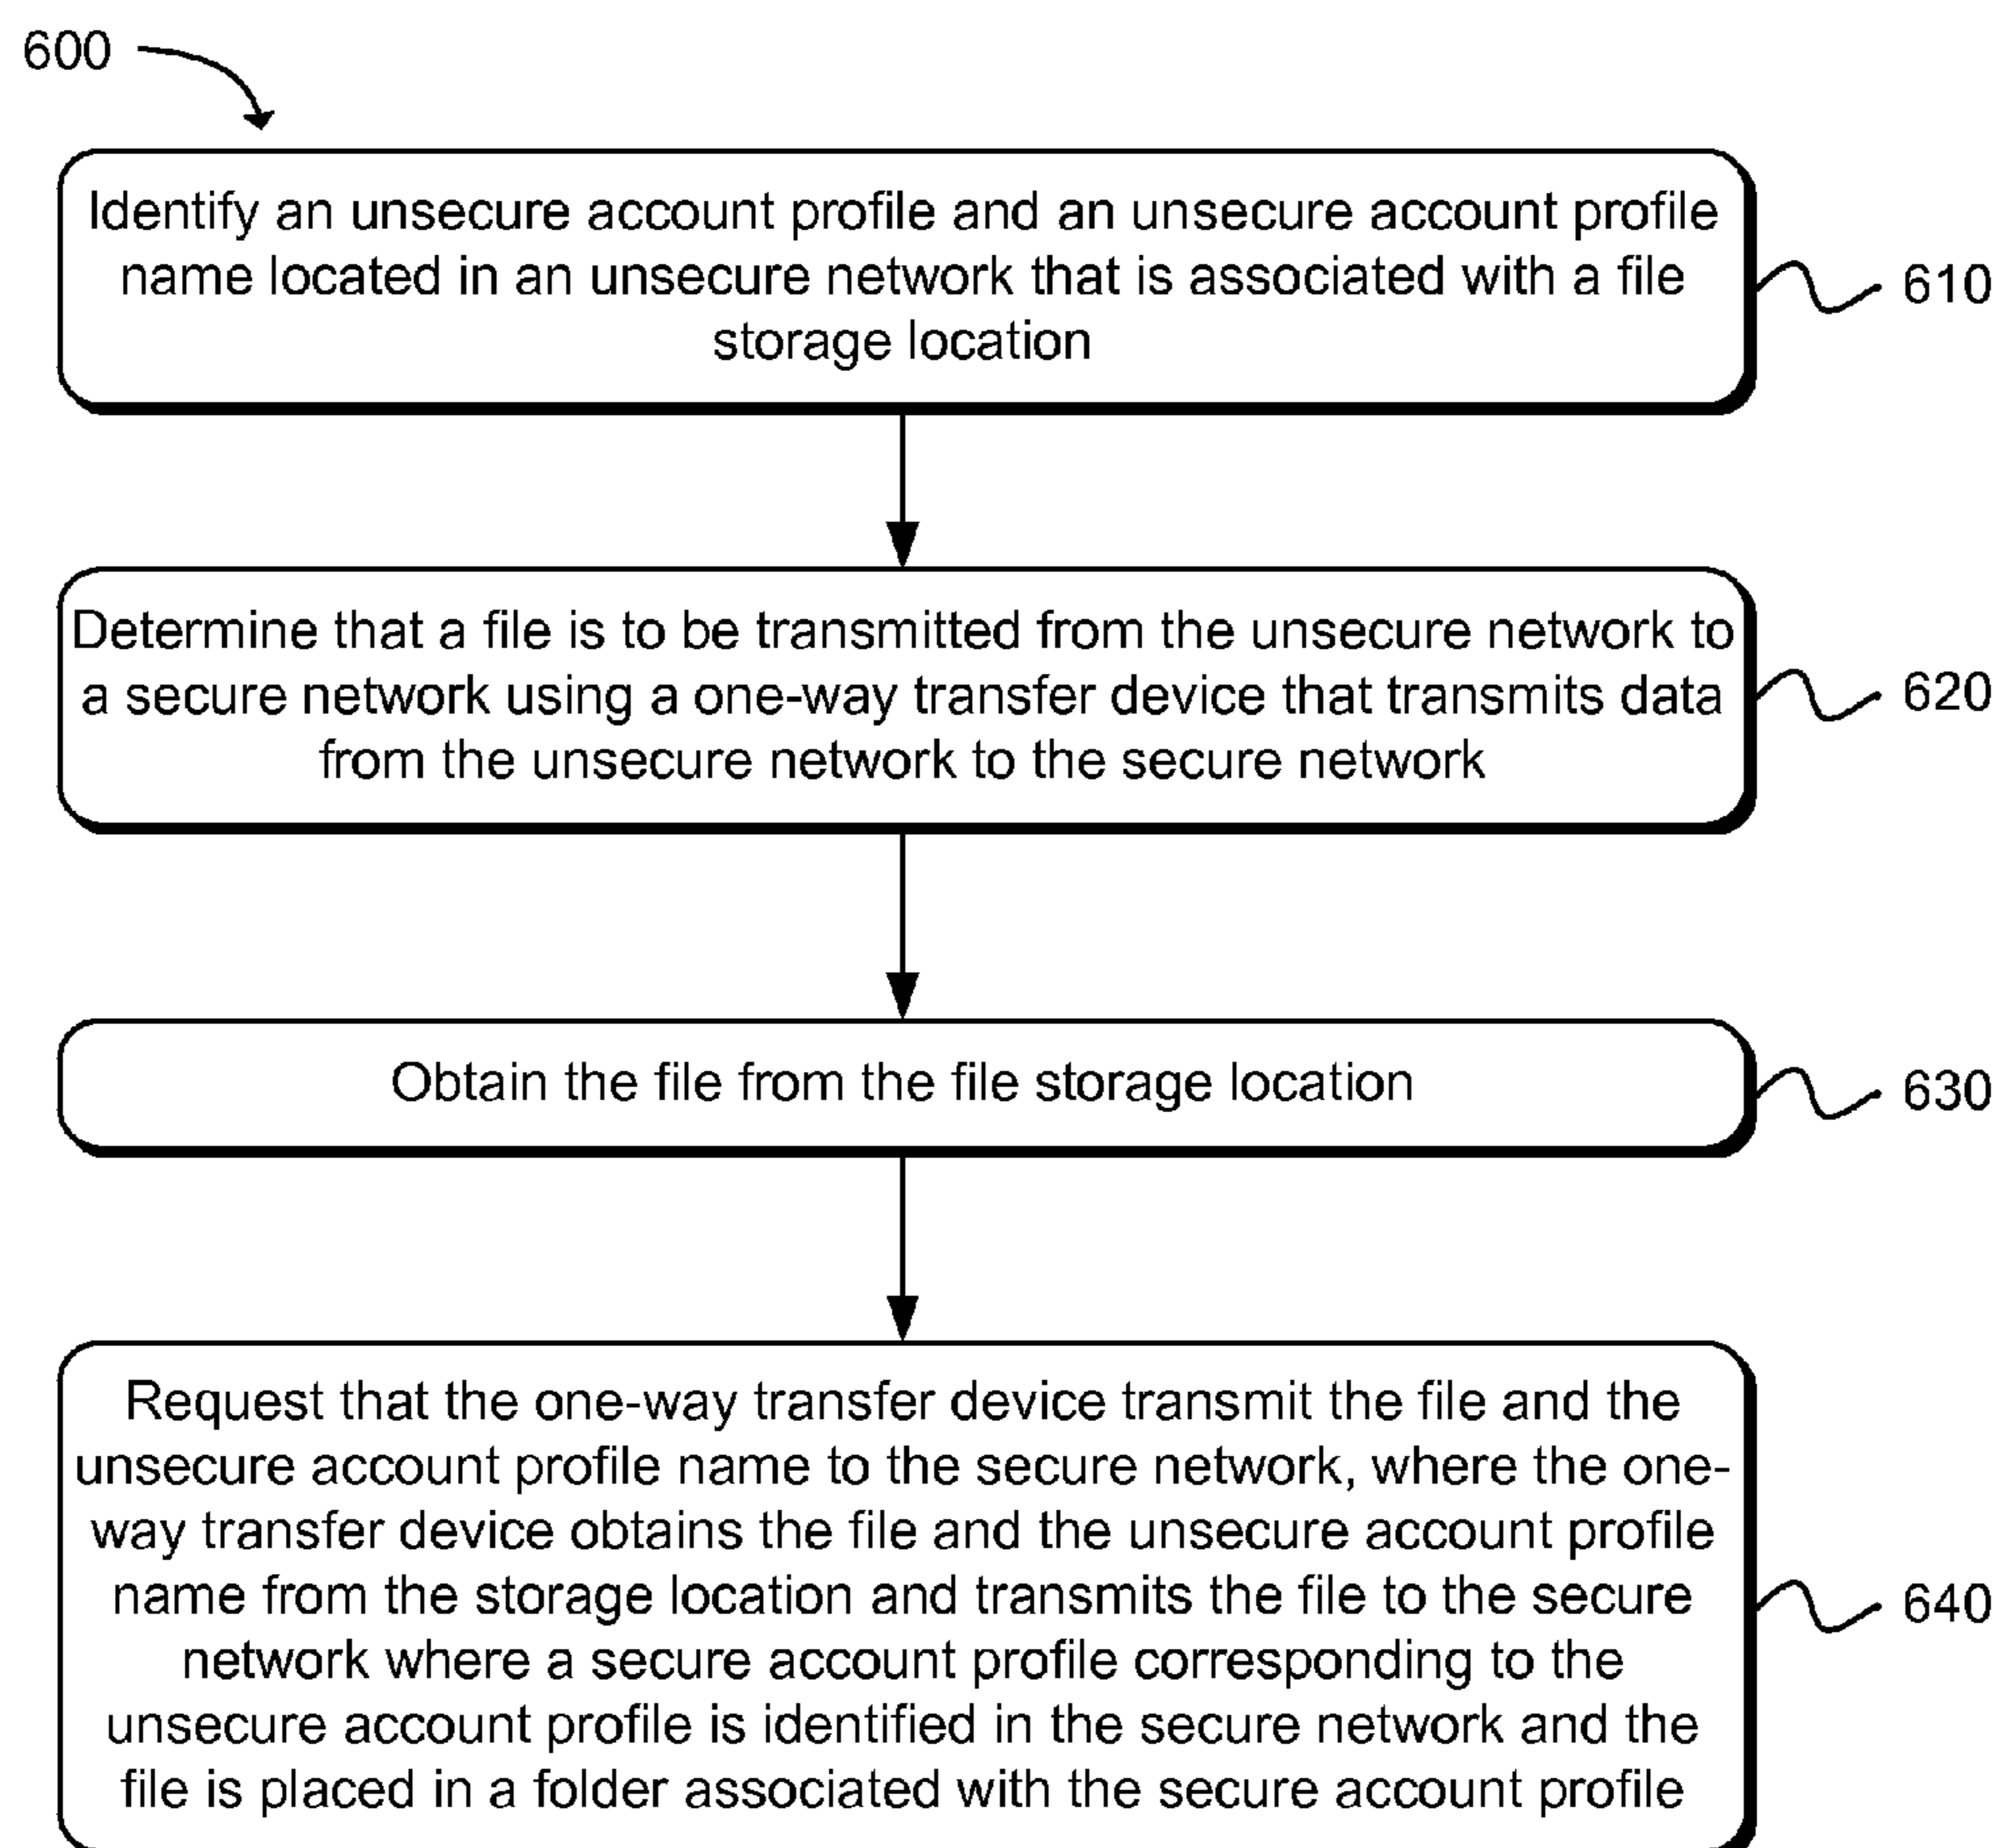 600
Identify an unsecure account profile and an unsecure account profile
name located in an unsecure network that is associated with a file
storage location
610
Determine that a file is to be transmitted from the unsecure network to
a secure network using a one-way transfer device that transmits data
from the unsecure network to the secure network
620
Obtain the file from the file storage location
630
Request that the one-way transfer device transmit the file and the
unsecure account profile name to the secure network, where the one-
way transfer device obtains the file and the unsecure account profile
name from the storage location and transmits the file to the secure
network where a secure account profile corresponding to the
unsecure account profile is identified in the secure network and the
file is placed in a folder associated with the secure account profile
640